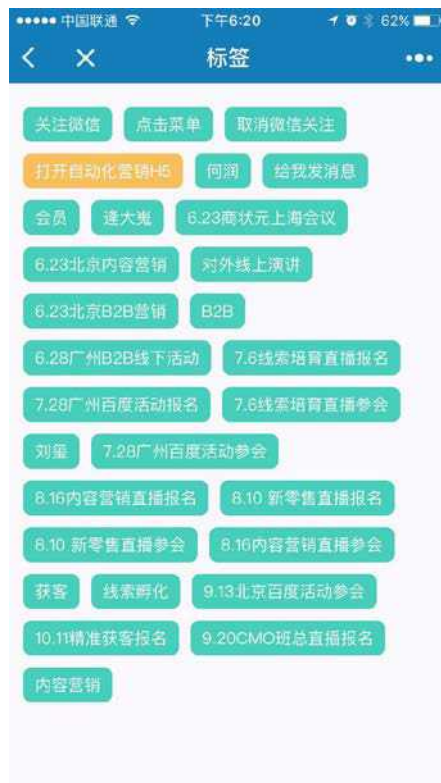 中国联通 下午6:20 62%
标签
关注微信 点击菜单 取消微信关注
打开自动化营销H5 何润 给我发消息
会员 逄大嵬 6.23商状元上海会议
6.23北京内容营销 对外线上演讲
6.23北京B2B营销 B2B
6.28广州B2B线下活动 7.6线索培育直播报名
7.28广州百度活动报名 7.6线索培育直播参会
刘玺 7.28广州百度活动参会
8.16内容营销直播报名 8.10 新零售直播报名
8.10 新零售直播参会 8.16内容营销直播参会
获客 线索孵化 9.13北京百度活动参会
10.11精准获客报名 9.20CMO班总直播报名
内容营销